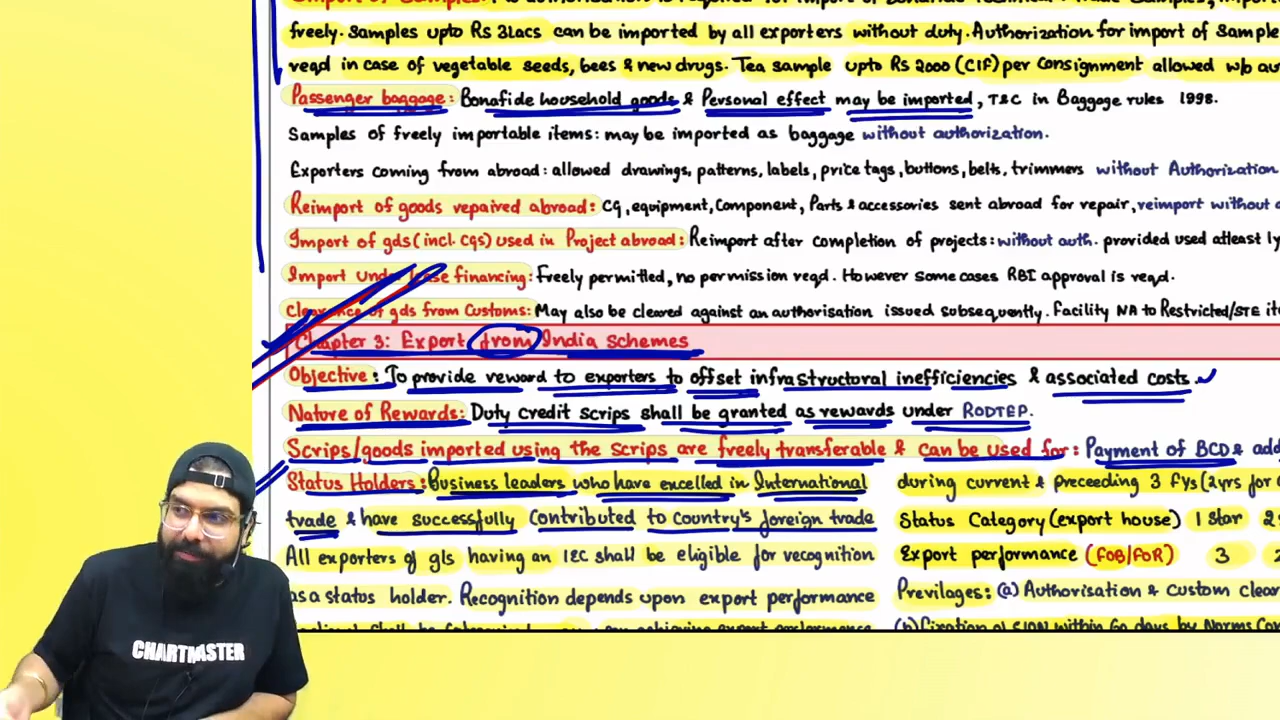 freely. Samples upto Rs 3Lacs can be imported by all exporters without duty. Authorization for import of Sample
reqd in case of vegetable seeds, bees & new drugs. Tea sample upto Rs 2000 (CIF) per consignment allowed w/o
Passenger baggage: Bonafide household goods & Personal effect may be imported, T&C in Baggage rules 1998.
Samples of freely importable items: may be imported as baggage without authorization.
Exporters coming from abroad: allowed drawings, patterns, labels, price tags, buttons, belts, trimmers without Authorization
Reimport of goods repaired abroad: CG, equipment, Component, Parts & accessories sent abroad for repair, reimport without
Import of gds (incl. CGs) used in Project abroad: Reimport after completion of projects: without auth. provided used atleast 1y
Import under lease financing: Freely permitted, no permission reqd. However some cases RBI approval is reqd.
Clearance of gds from Customs: May also be cleared against an authorisation issued subsequently. Facility NA to Restricted/STE
Chapter 3: Export from India schemes
Objective: To provide reward to exporters to offset infrastructural inefficiencies & associated costs.
Nature of Rewards: Duty credit scrips shall be granted as rewards under RODTEP.
Scrips/goods imported using the scrips are freely transferable & can be used for: Payment of BCD &
Status Holders: Business leaders who have excelled in International
trade & have successfully contributed to country's foreign trade
All exporters of gds having an IEC shall be eligible for recognition
as a status holder. Recognition depends upon export performance
during current & preceeding 3 FYs (2yrs for
Status Category (export house) 1 Star
Export performance (FOB/FOR) 3
Previlages: (a) Authorisation & Custom
(b) Fixation of SION within 60 days by Norms
CHARTMASTER